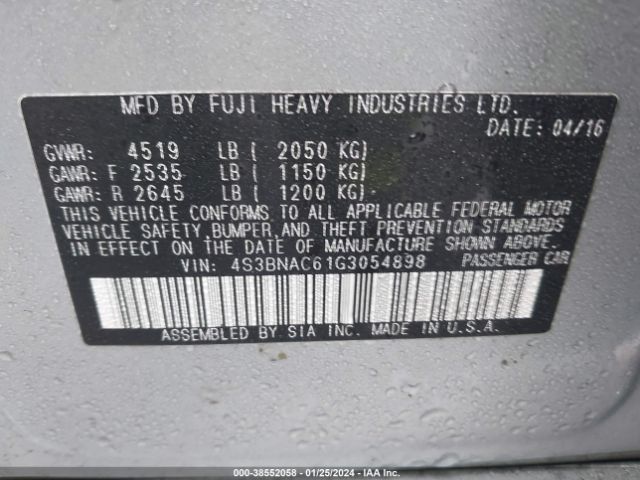 MFD BY FUJI HEAVY INDUSTRIES LTD.
DATE: 04/16
GVWR: 4519 LB ( 2050 KG)
GAWR: F 2535 LB ( 1150 KG)
GAWR: R 2645 LB ( 1200 KG)
THIS VEHICLE CONFORMS TO ALL APPLICABLE FEDERAL MOTOR
VEHICLE SAFETY, BUMPER, AND THEFT PREVENTION STANDARDS
IN EFFECT ON THE DATE OF MANUFACTURE SHOWN ABOVE.
VIN: 4S3BNAC61G3054898 PASSENGER CAR
ASSEMBLED BY SIA INC. MADE IN U.S.A.
000-38552058 - 01/25/2024 - IAA Inc.